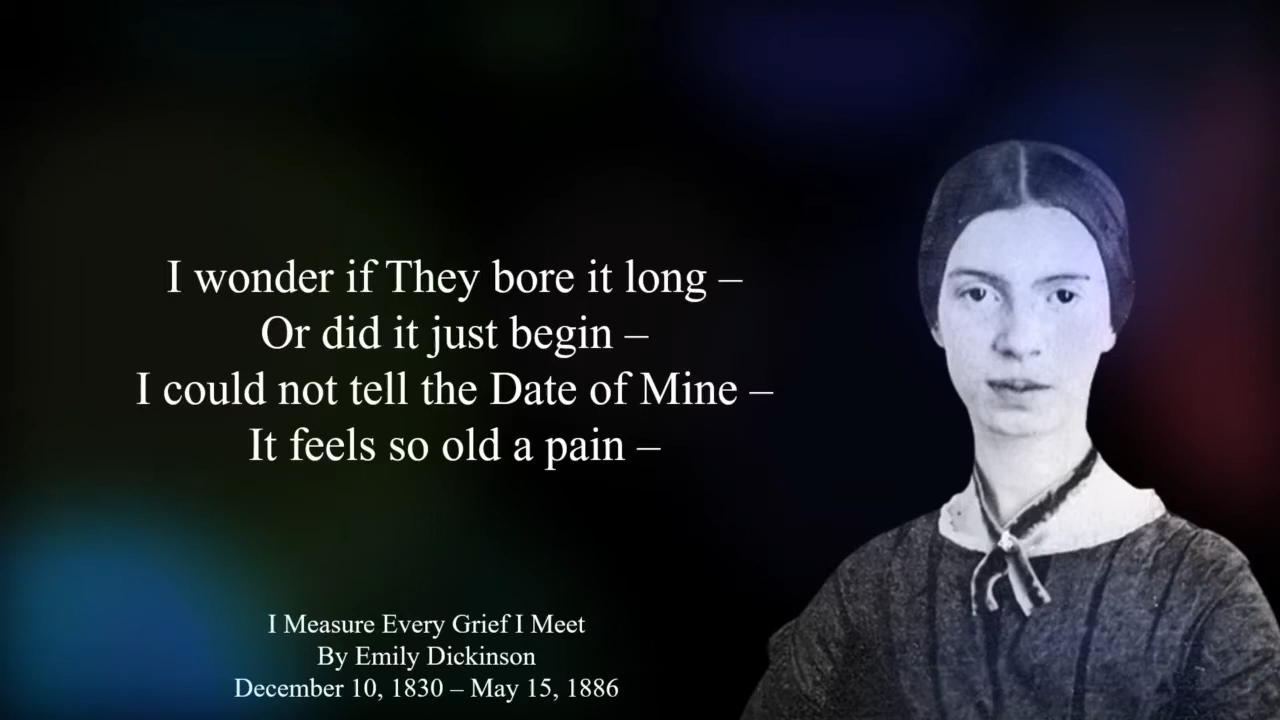 I wonder if They bore it long –
Or did it just begin –
I could not tell the Date of Mine –
It feels so old a pain –
I Measure Every Grief I Meet
By Emily Dickinson
December 10, 1830 – May 15, 1886